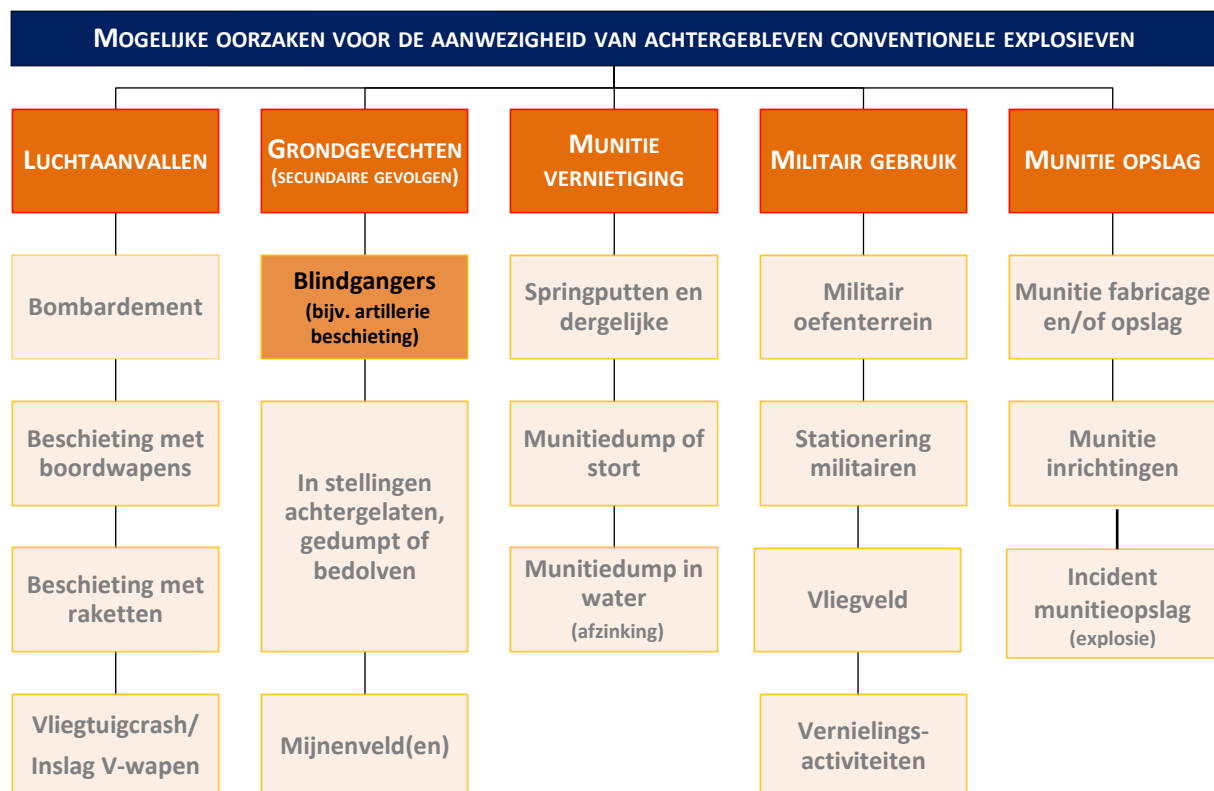 MOGELIJKE OORZAKEN VOOR DE AANWEZIGHEID VAN ACHTERGEBLEVEN CONVENTIONELE EXPLOSIEVEN
LUCHTAANVALLEN
GRONDGEVECHTEN
(SECUNDAIRE GEVOLGEN)
MUNITIE
VERNIETIGING
MILITAIR GEBRUIK
MUNITIE OPSLAG
Bombardement
Blindgangers
(bijv. artillerie
beschieting)
Springputten en
dergelijke
Militair
oefenterrein
Munitie fabricage
en/of opslag
Beschieting met
boordwapens
In stellingen
achtergelaten,
gedumpt of
bedolven
Munitiedump of
stort
Stationering
militairen
Munitie
inrichtingen
Beschieting met
raketten
Munitiedump in
water
(afzinking)
Vliegveld
Incident
munitieopslag
(explosie)
Vliegtuigcrash/
Inslag V-wapen
Mijnenveld(en)
Vernielings-
activiteiten